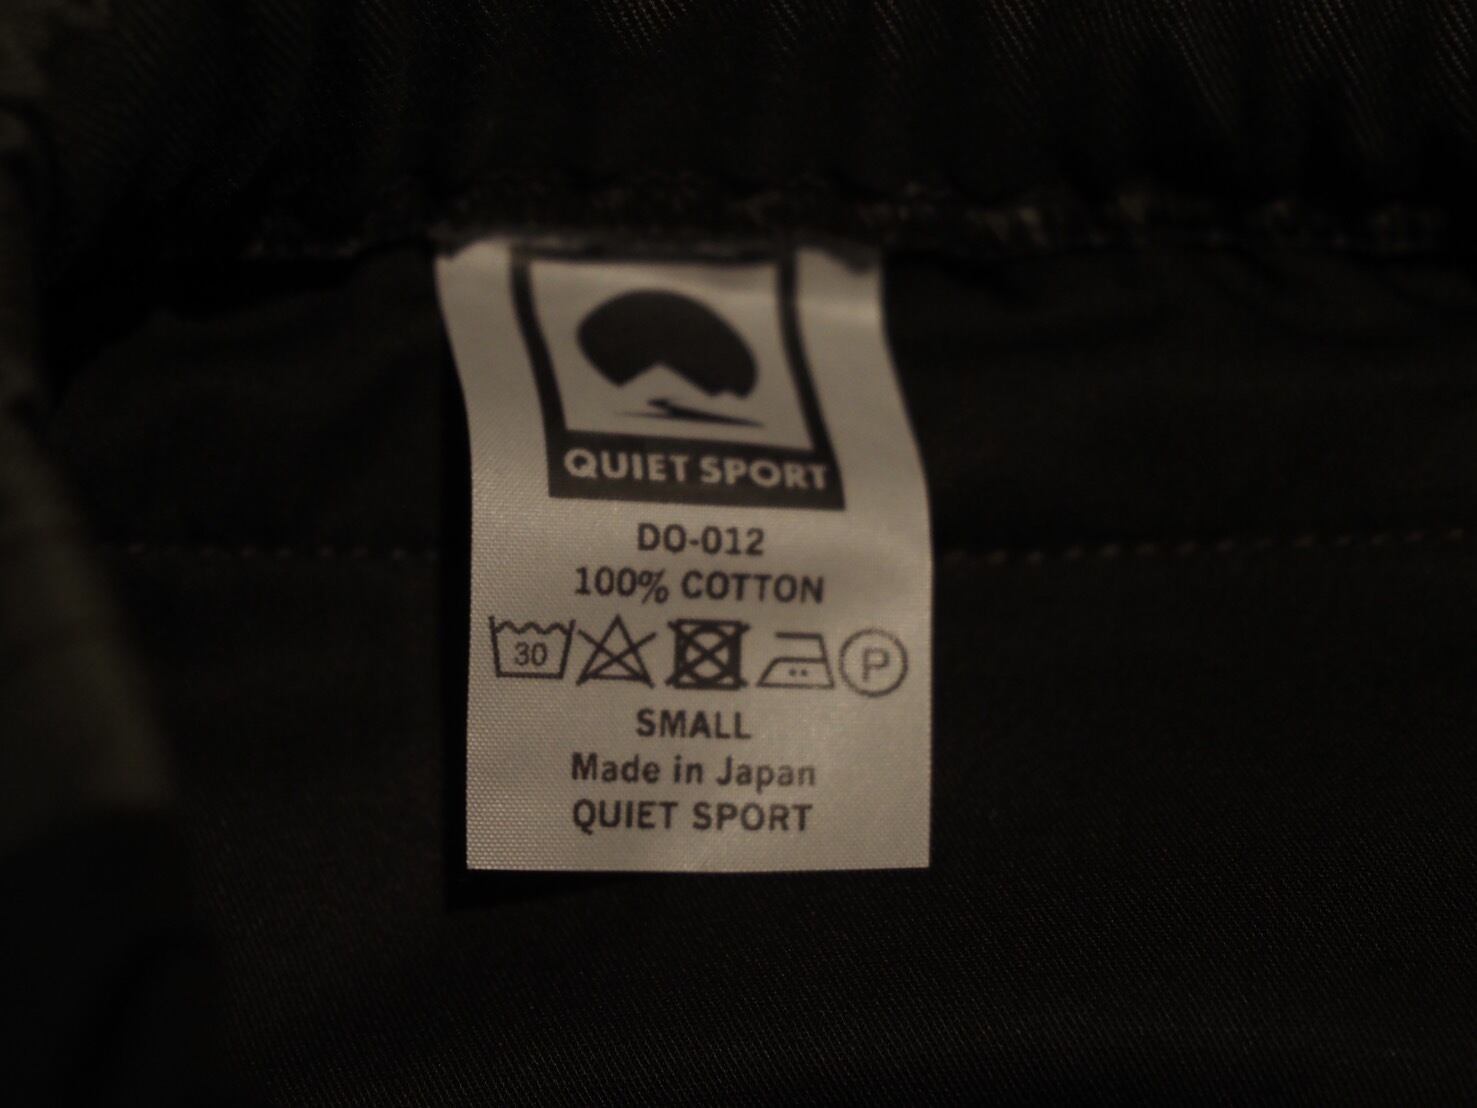 QUIET SPORT
DO-012
100% COTTON
30 P
SMALL
Made in Japan
QUIET SPORT